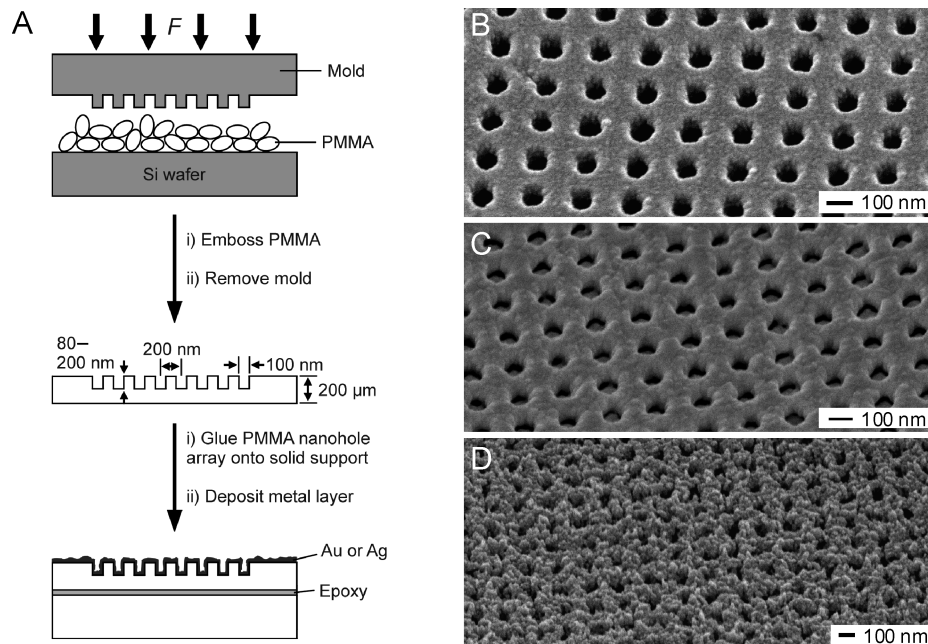 A
F
Mold
PMMA
Si wafer
i) Emboss PMMA
ii) Remove mold
80–
200 nm
200 nm
100 nm
200 µm
i) Glue PMMA nanohole
array onto solid support
ii) Deposit metal layer
Au or Ag
Epoxy
B
100 nm
C
100 nm
D
100 nm